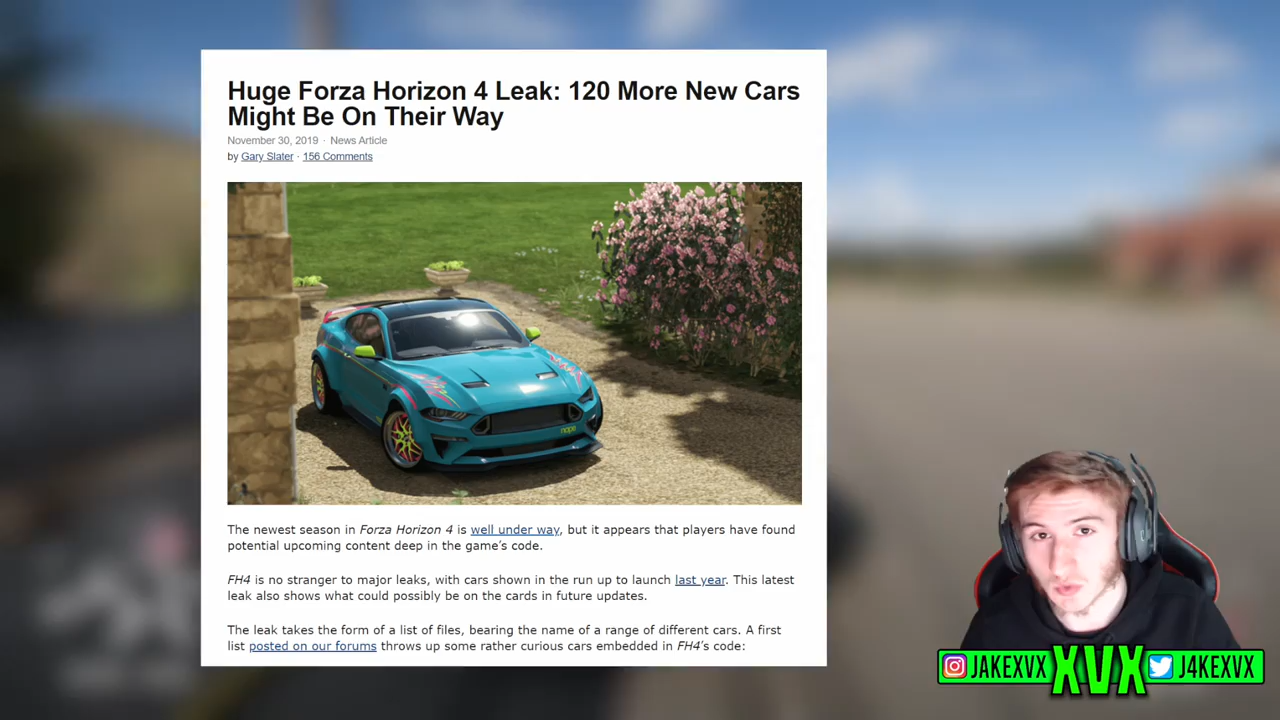 Huge Forza Horizon 4 Leak: 120 More New Cars
Might Be On Their Way
November 30, 2019 · News Article
by Gary Slater · 156 Comments
nope
The newest season in Forza Horizon 4 is well under way, but it appears that players have found
potential upcoming content deep in the game's code.
FH4 is no stranger to major leaks, with cars shown in the run up to launch last year. This latest
leak also shows what could possibly be on the cards in future updates.
The leak takes the form of a list of files, bearing the name of a range of different cars. A first
list posted on our forums throws up some rather curious cars embedded in FH4's code:
JAKEXVX XVX J4KEXVX